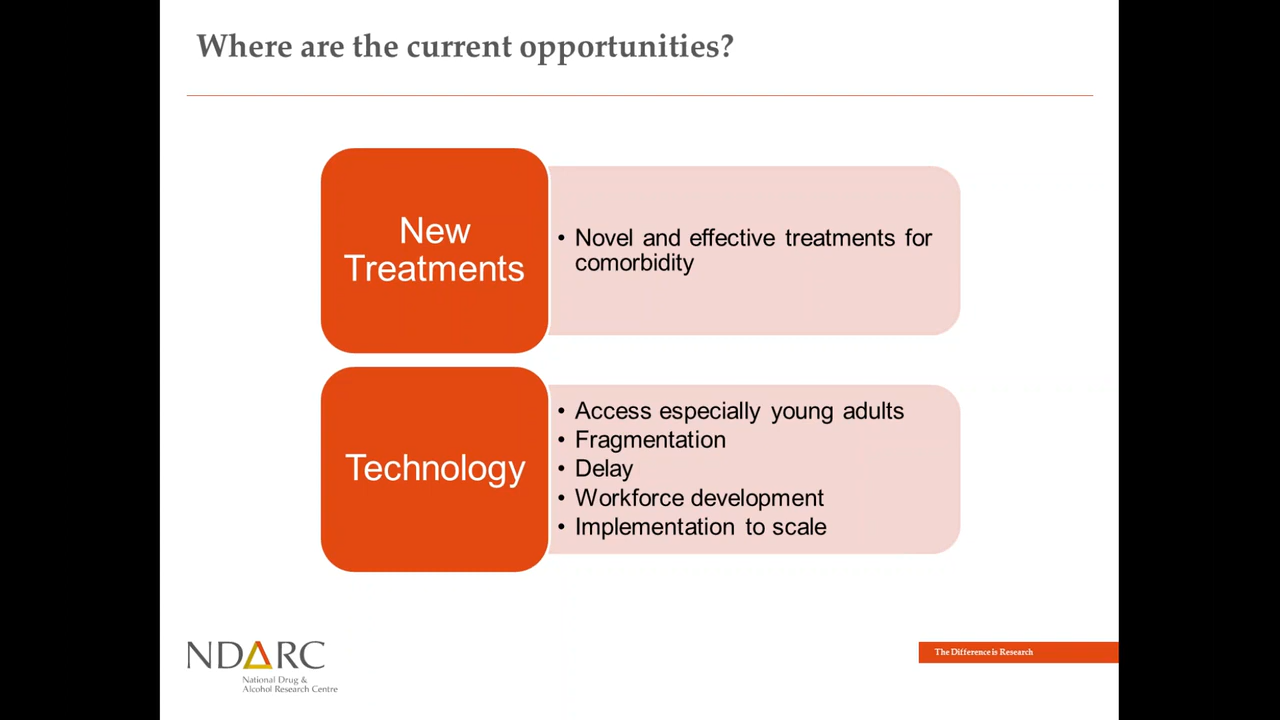 Where are the current opportunities?
New
Treatments
• Novel and effective treatments for
comorbidity
Technology
• Access especially young adults
• Fragmentation
• Delay
• Workforce development
• Implementation to scale
NDARC
National Drug &
Alcohol Research Centre
The Difference is Research